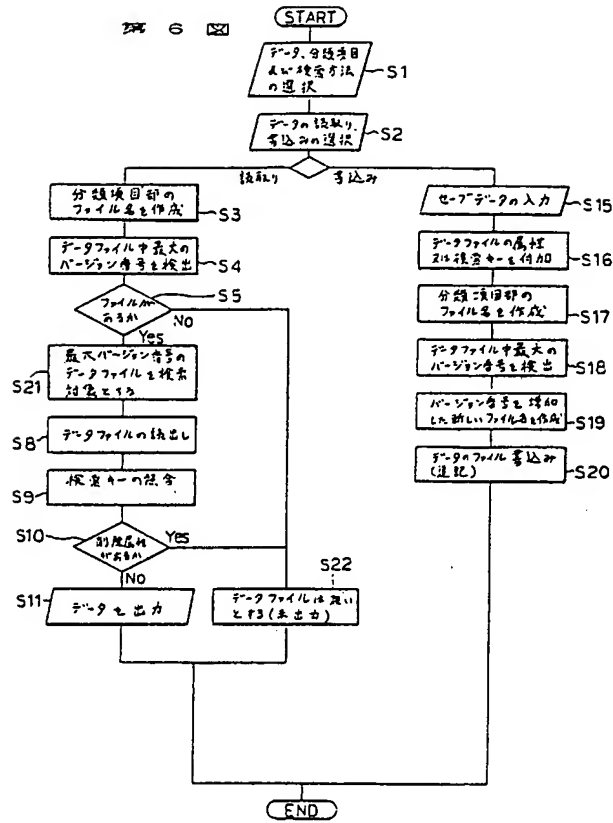 第 6 図
START
データ、分類項目
及び検索方法
の選択
S1
データの読取り、
書込みの選択
S2
読取り
書込み
分類項目部の
ファイル名を作成
S3
データファイル中最大の
バージョン番号を検出
S4
ファイルが
あるか
S5
No
Yes
最大バージョン番号の
データファイルを検索
対象とする
S21
データファイルの読出し
S8
検索キーの照合
S9
削除属性
があるか
S10
Yes
No
データを出力
S11
S22
データファイルは無い
とする(未出力)
セーブデータの入力
S15
データファイルの属性
又は検索キーを付加
S16
分類項目部の
ファイル名を作成
S17
データファイル中最大の
バージョン番号を検出
S18
バージョン番号を増加
した新しいファイル名を作成
S19
データのファイル書込み
(追記)
S20
END